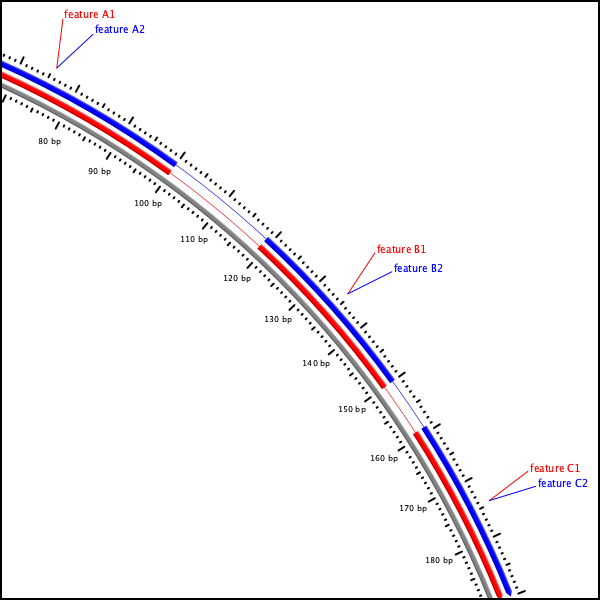 feature A1
feature A2
80 bp
90 bp
100 bp
110 bp
feature B1
120 bp
feature B2
130 bp
140 bp
150 bp
160 bp
feature C1
feature C2
170 bp
180 bp